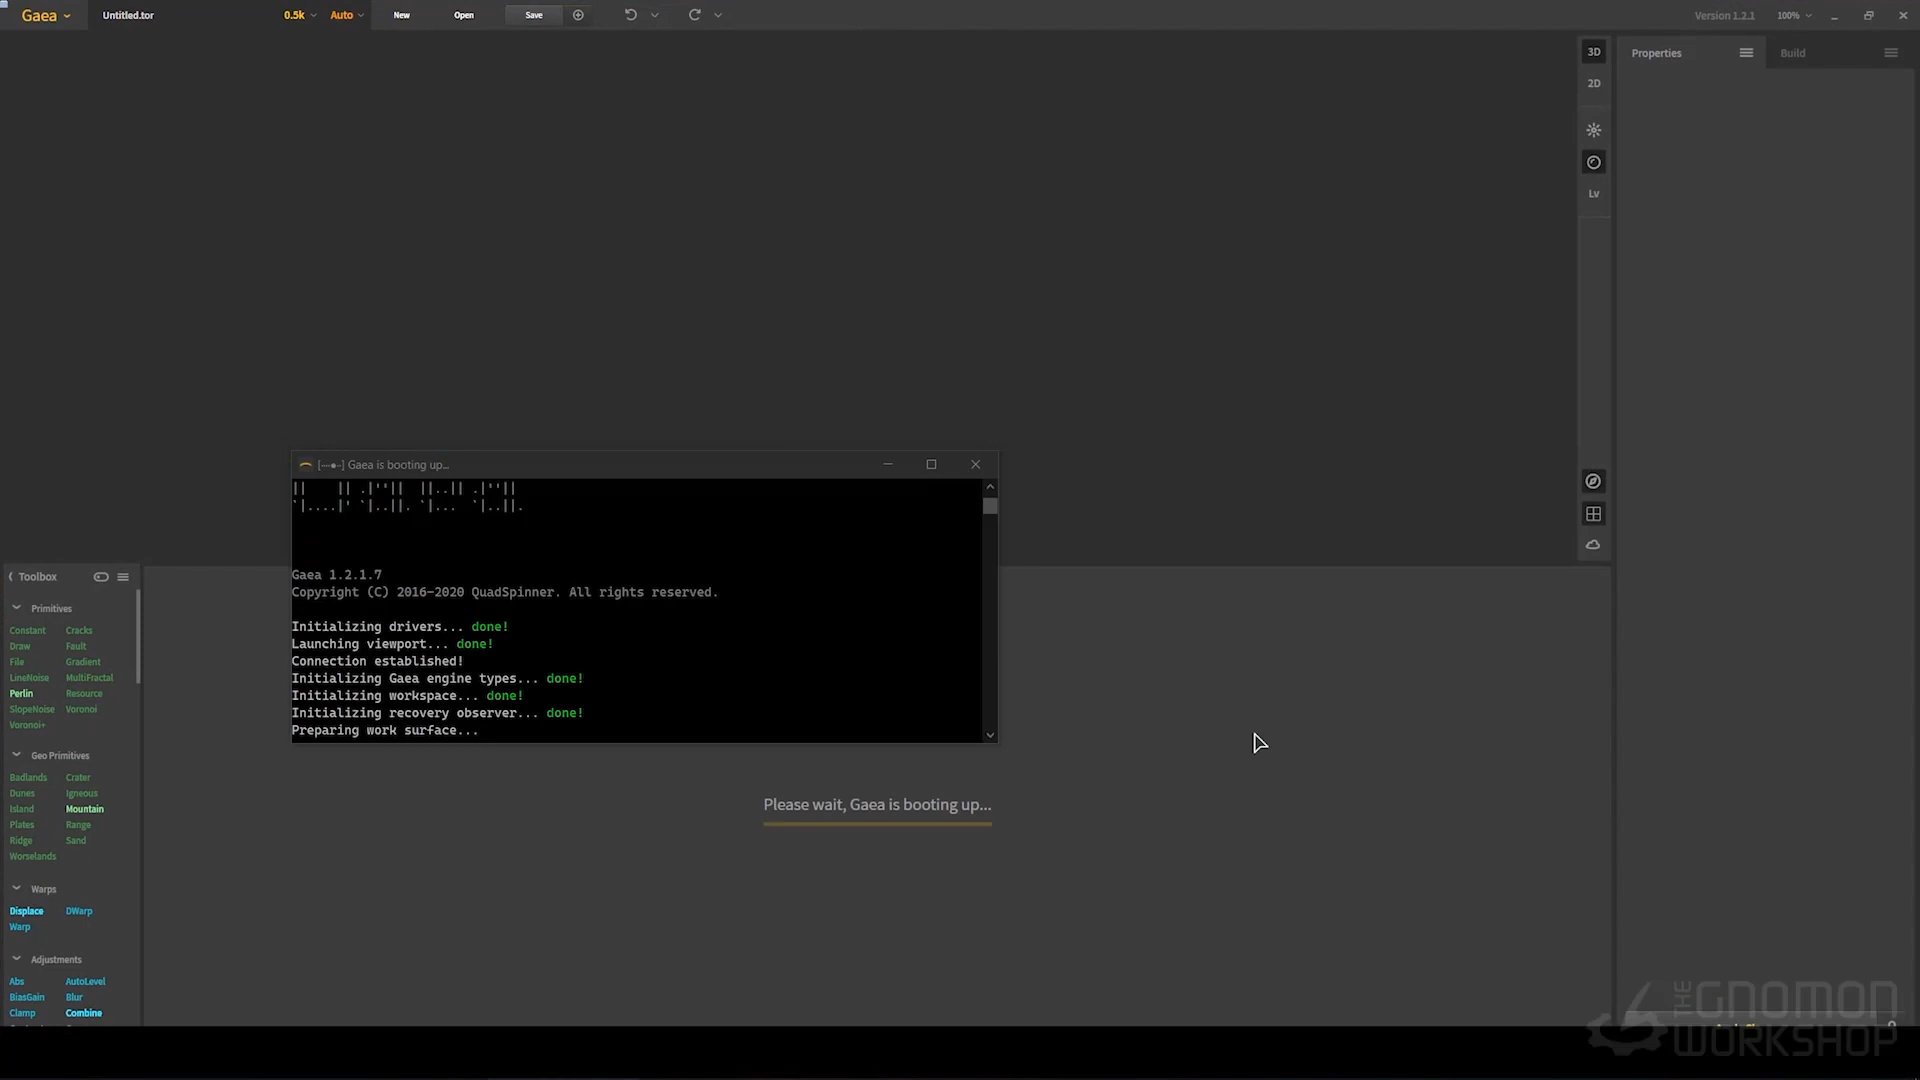 Gaea
Untitled.tor
0.5k
Auto
New
Open
Save
Version 1.2.1
100%
3D
Properties
Build
2D
Lv
[--●-] Gaea is booting up...
Gaea 1.2.1.7
Copyright (C) 2016-2020 QuadSpinner. All rights reserved.
Initializing drivers... done!
Launching viewport... done!
Connection established!
Initializing Gaea engine types... done!
Initializing workspace... done!
Initializing recovery observer... done!
Preparing work surface...
Please wait, Gaea is booting up...
Toolbox
Primitives
Constant Cracks
Draw Fault
File Gradient
LineNoise MultiFractal
Perlin Resource
SlopeNoise Voronoi
Voronoi+
Geo Primitives
Badlands Crater
Dunes Igneous
Island Mountain
Plates Range
Ridge Sand
Worselands
Warps
Displace DWarp
Warp
Adjustments
Abs AutoLevel
BiasGain Blur
Clamp Combine
THE GNOMON
WORKSHOP